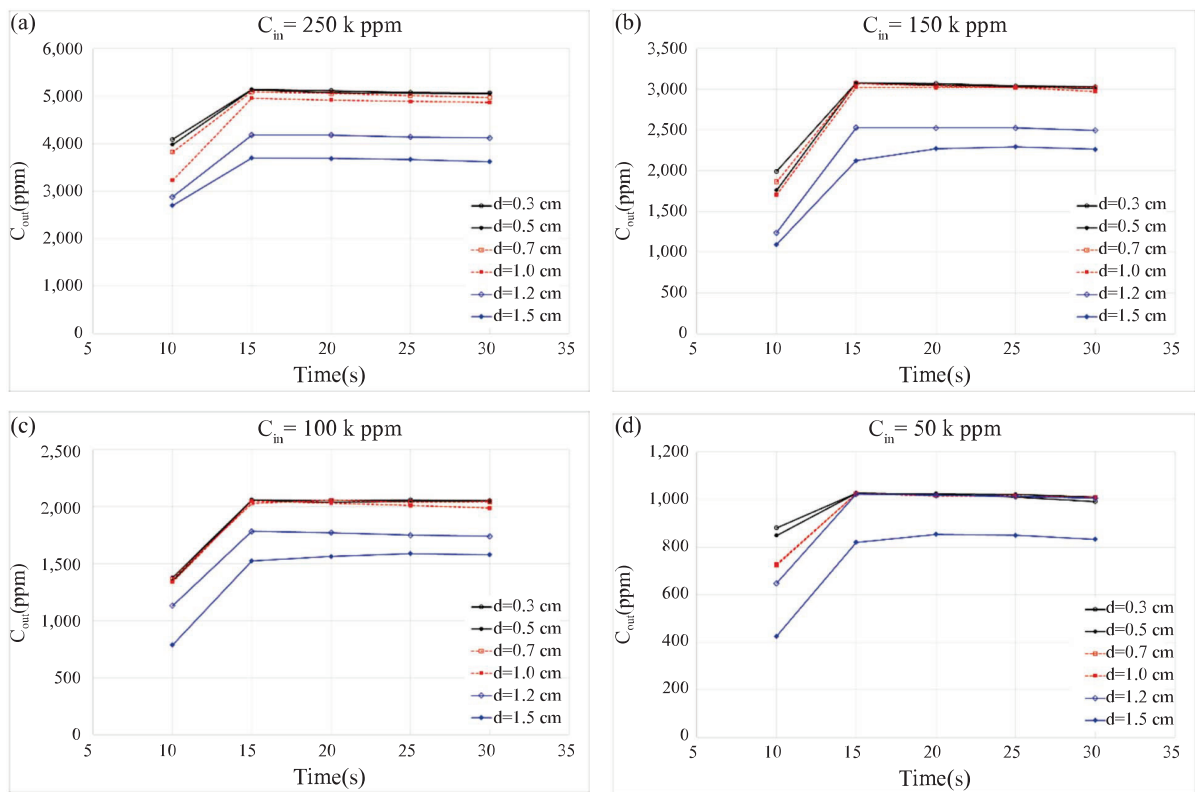 (a)
C_in = 250 k ppm
6,000
5,000
4,000
3,000
2,000
1,000
0
C_out(ppm)
d=0.3 cm
d=0.5 cm
d=0.7 cm
d=1.0 cm
d=1.2 cm
d=1.5 cm
5 10 15 20 25 30 35
Time(s)
(b)
C_in = 150 k ppm
3,500
3,000
2,500
2,000
1,500
1,000
500
0
C_out(ppm)
d=0.3 cm
d=0.5 cm
d=0.7 cm
d=1.0 cm
d=1.2 cm
d=1.5 cm
5 10 15 20 25 30 35
Time(s)
(c)
C_in = 100 k ppm
2,500
2,000
1,500
1,000
500
0
C_out(ppm)
d=0.3 cm
d=0.5 cm
d=0.7 cm
d=1.0 cm
d=1.2 cm
d=1.5 cm
5 10 15 20 25 30 35
Time(s)
(d)
C_in = 50 k ppm
1,200
1,000
800
600
400
200
0
C_out(ppm)
d=0.3 cm
d=0.5 cm
d=0.7 cm
d=1.0 cm
d=1.2 cm
d=1.5 cm
5 10 15 20 25 30 35
Time(s)